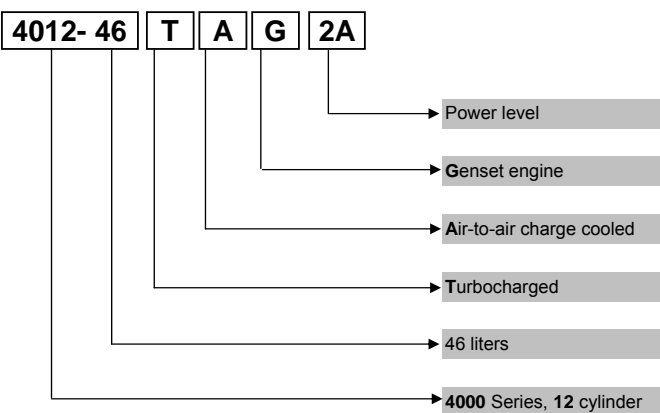 4012- 46 T A G 2A
Power level
Genset engine
Air-to-air charge cooled
Turbocharged
46 liters
4000 Series, 12 cylinder